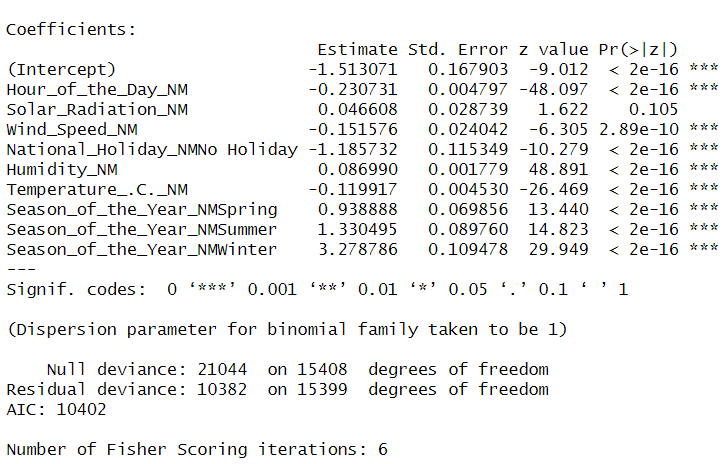 Coefficients:
Estimate Std. Error z value Pr(>|z|)
(Intercept) -1.513071 0.167903 -9.012 < 2e-16 ***
Hour_of_the_Day_NM -0.230731 0.004797 -48.097 < 2e-16 ***
Solar_Radiation_NM 0.046608 0.028739 1.622 0.105
Wind_Speed_NM -0.151576 0.024042 -6.305 2.89e-10 ***
National_Holiday_NMNo Holiday -1.185732 0.115349 -10.279 < 2e-16 ***
Humidity_NM 0.086990 0.001779 48.891 < 2e-16 ***
Temperature_.C._NM -0.119917 0.004530 -26.469 < 2e-16 ***
Season_of_the_Year_NMSpring 0.938888 0.069856 13.440 < 2e-16 ***
Season_of_the_Year_NMSummer 1.330495 0.089760 14.823 < 2e-16 ***
Season_of_the_Year_NMWinter 3.278786 0.109478 29.949 < 2e-16 ***
---
Signif. codes: 0 ‘***’ 0.001 ‘**’ 0.01 ‘*’ 0.05 ‘.’ 0.1 ‘ ’ 1
(Dispersion parameter for binomial family taken to be 1)
Null deviance: 21044 on 15408 degrees of freedom
Residual deviance: 10382 on 15399 degrees of freedom
AIC: 10402
Number of Fisher Scoring iterations: 6